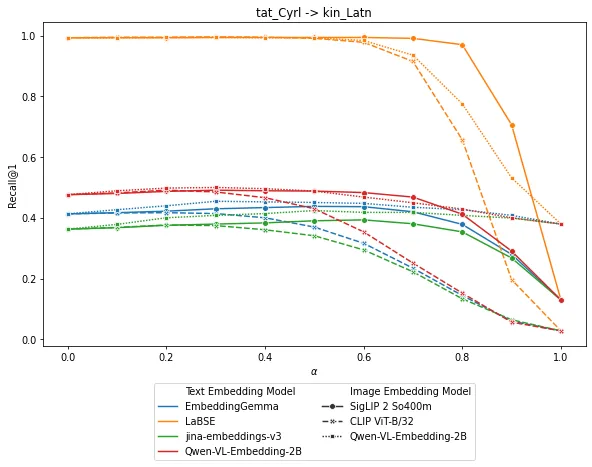 tat_Cyrl -> kin_Latn
Recall@1
1.0
0.8
0.6
0.4
0.2
0.0
0.0 0.2 0.4 0.6 0.8 1.0
α
Text Embedding Model Image Embedding Model
EmbeddingGemma SigLIP 2 So400m
LaBSE CLIP ViT-B/32
jina-embeddings-v3 Qwen-VL-Embedding-2B
Qwen-VL-Embedding-2B